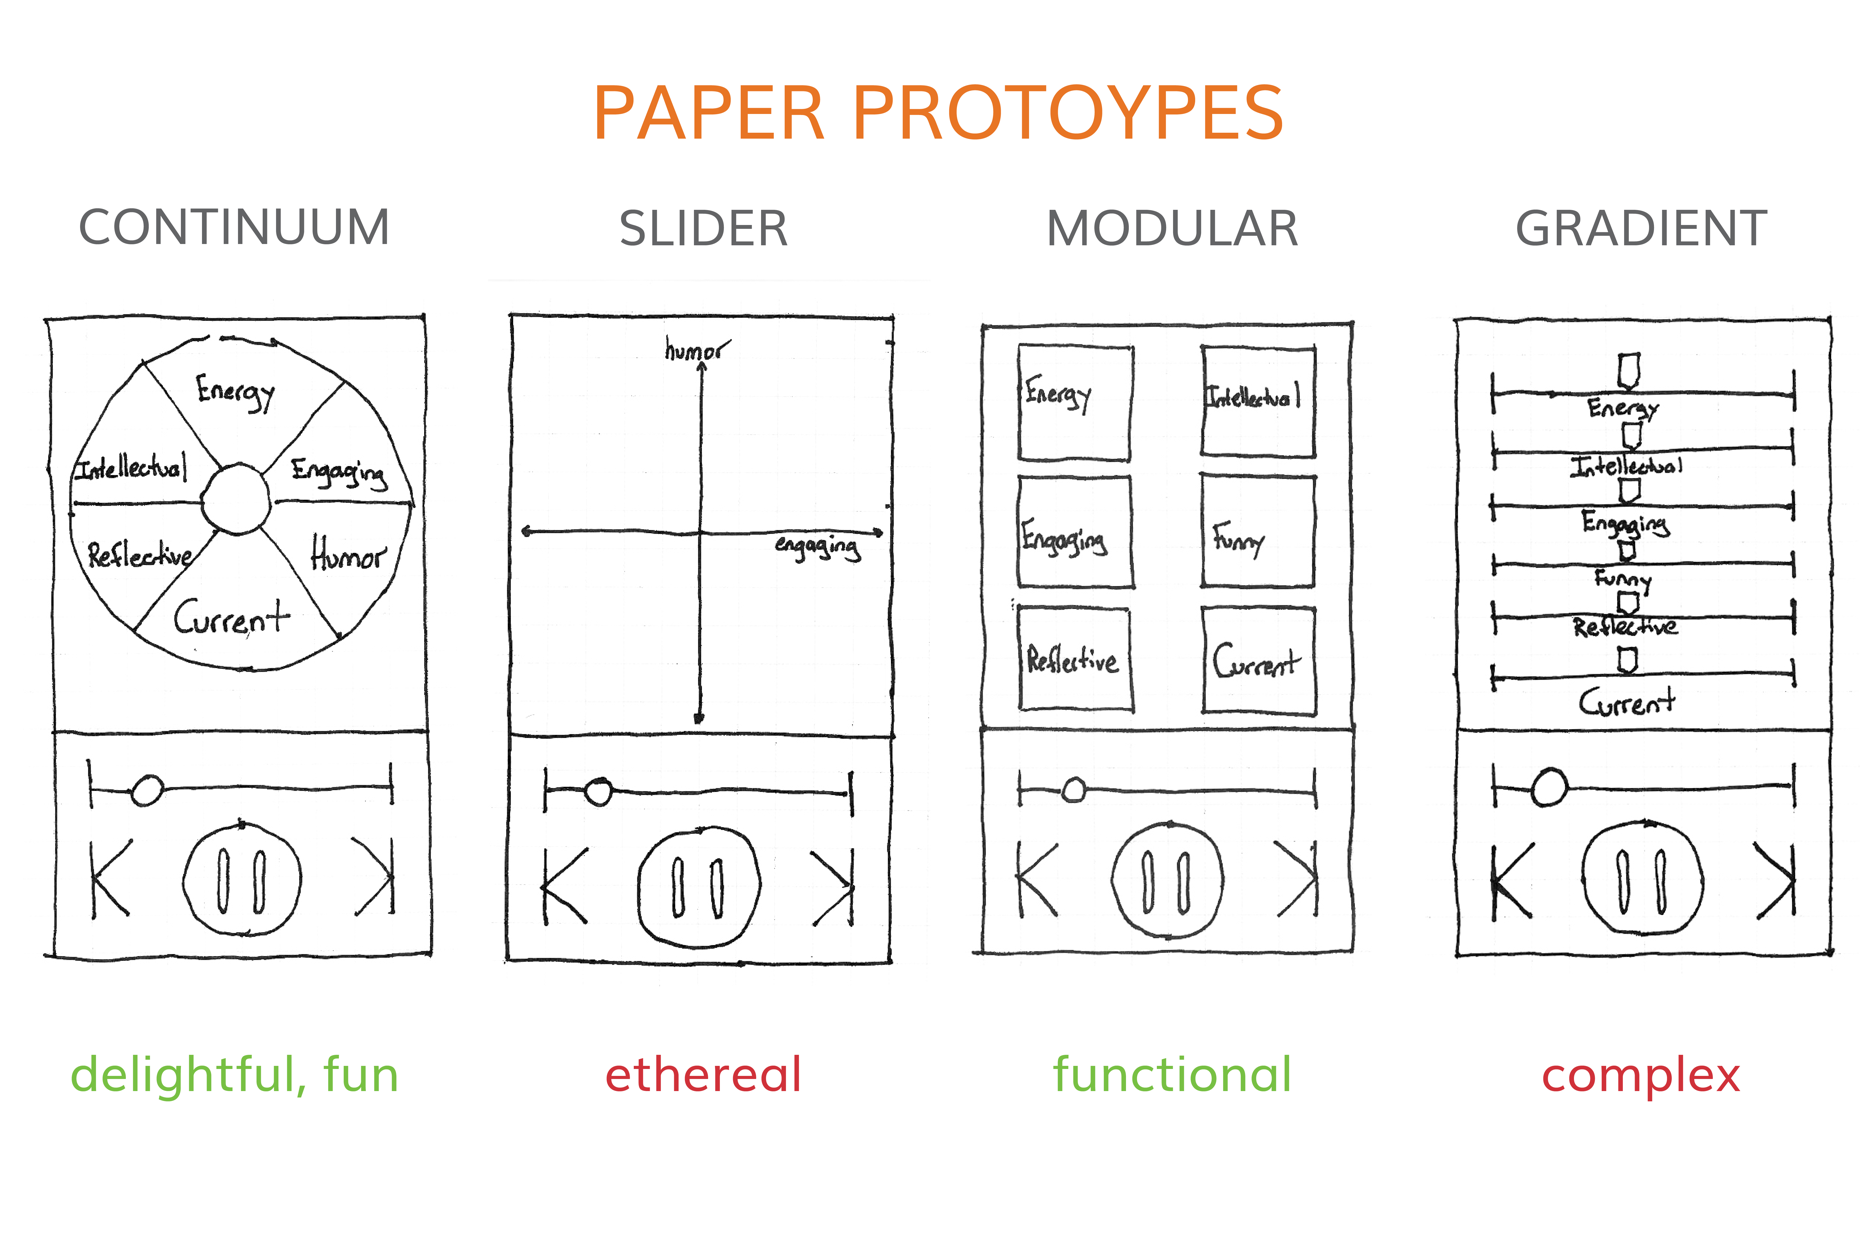 PAPER PROTOYPES
CONTINUUM
Energy
Intellectual
Engaging
Reflective
Humor
Current
delightful, fun
SLIDER
humor
engaging
ethereal
MODULAR
Energy
Intellectual
Engaging
Funny
Reflective
Current
functional
GRADIENT
Energy
Intellectual
Engaging
Funny
Reflective
Current
complex